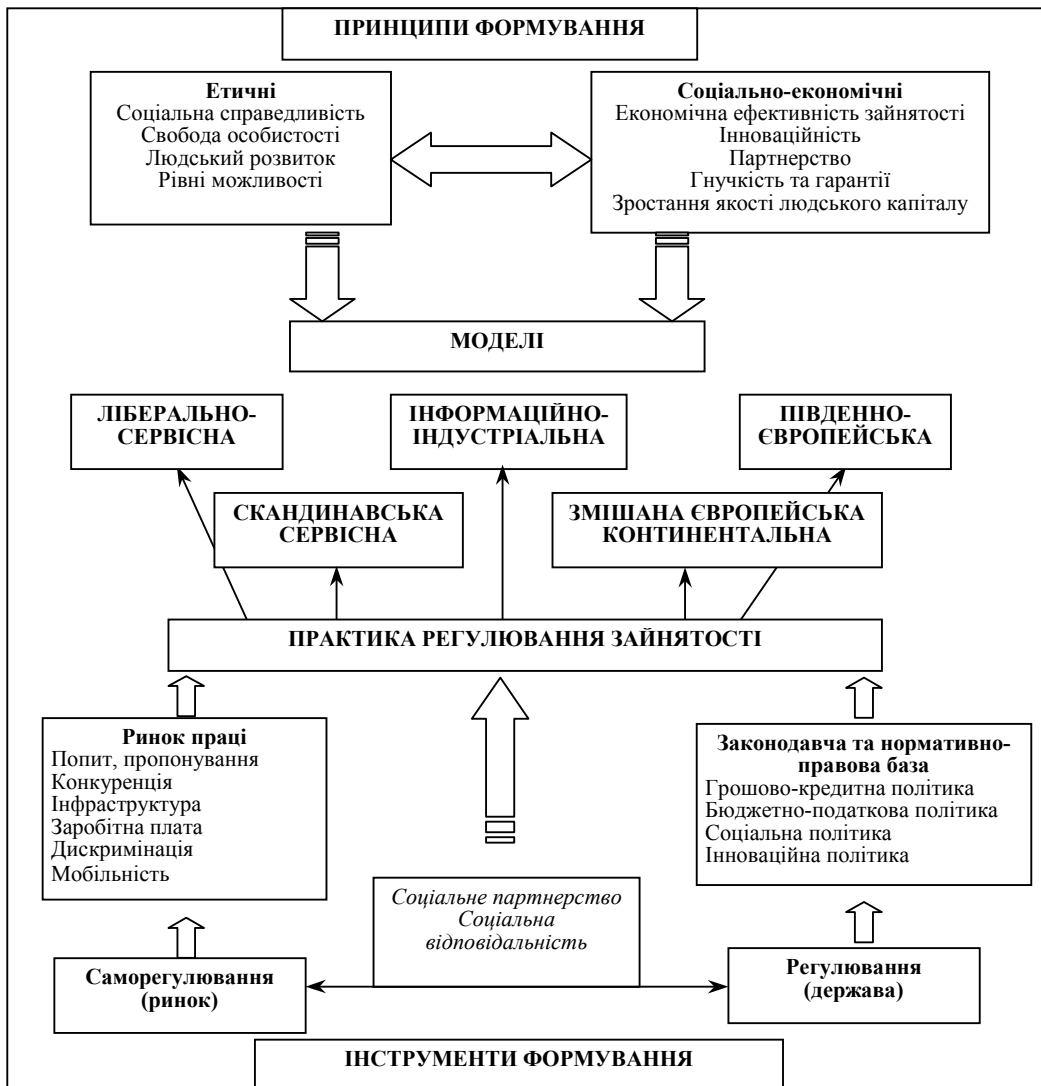 ПРИНЦИПИ ФОРМУВАННЯ
Етичні
Соціальна справедливість
Свобода особистості
Людський розвиток
Рівні можливості
Соціально-економічні
Економічна ефективність зайнятості
Інноваційність
Партнерство
Гнучкість та гарантії
Зростання якості людського капіталу
МОДЕЛІ
ЛІБЕРАЛЬНО-
СЕРВІСНА
ІНФОРМАЦІЙНО-
ІНДУСТРІАЛЬНА
ПІВДЕННО-
ЄВРОПЕЙСЬКА
СКАНДИНАВСЬКА
СЕРВІСНА
ЗМІШАНА ЄВРОПЕЙСЬКА
КОНТИНЕНТАЛЬНА
ПРАКТИКА РЕГУЛЮВАННЯ ЗАЙНЯТОСТІ
Ринок праці
Попит, пропонування
Конкуренція
Інфраструктура
Заробітна плата
Дискримінація
Мобільність
Законодавча та нормативно-
правова база
Грошово-кредитна політика
Бюджетно-податкова політика
Соціальна політика
Інноваційна політика
Соціальне партнерство
Соціальна
відповідальність
Саморегулювання
(ринок)
Регулювання
(держава)
ІНСТРУМЕНТИ ФОРМУВАННЯ